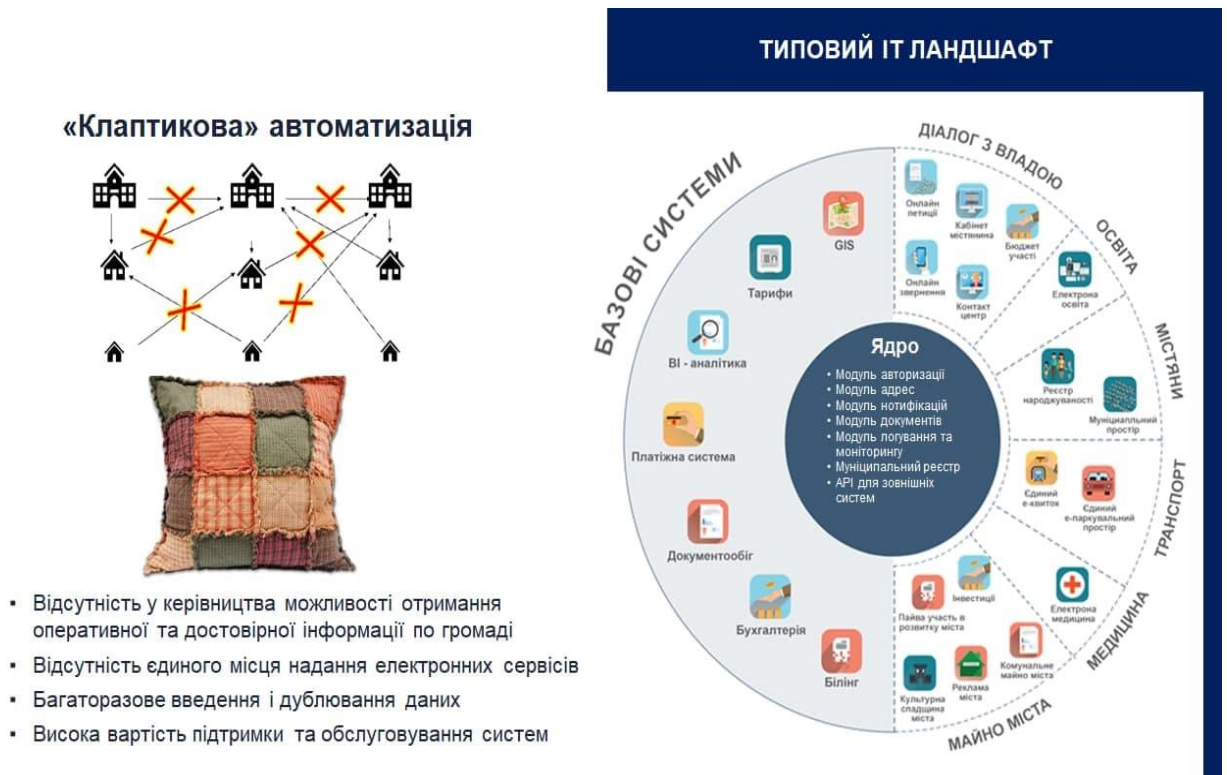 ТИПОВИЙ ІТ ЛАНДШАФТ
«Клаптикова» автоматизація
▪ Відсутність у керівництва можливості отримання
оперативної та достовірної інформації по громаді
▪ Відсутність єдиного місця надання електронних сервісів
▪ Багаторазове введення і дублювання даних
▪ Висока вартість підтримки та обслуговування систем
БАЗОВІ СИСТЕМИ
GIS
Тарифи
BI - аналітика
Платіжна система
Документообіг
Бухгалтерія
Білінг
Ядро
• Модуль авторизації
• Модуль адрес
• Модуль нотифікацій
• Модуль документів
• Модуль логування та
моніторингу
• Муніципальний реєстр
• АРІ для зовнішніх
систем
ДІАЛОГ З ВЛАДОЮ
Онлайн
петиції
Кабінет
містянина
Бюджет
участі
Онлайн
звернення
Контакт
центр
ОСВІТА
Електрона
освіта
МІСТЯНИ
Реєстр
народжуваності
Муніциапльний
простір
ТРАНСПОРТ
Єдиний
е-квиток
Єдиний
е-паркувальний
простір
МЕДИЦИНА
Електрона
медицина
МАЙНО МІСТА
Інвестиції
Пайва участь в
розвитку міста
Комунальне
майно міста
Реклама
міста
Культурна
спадщина
міста